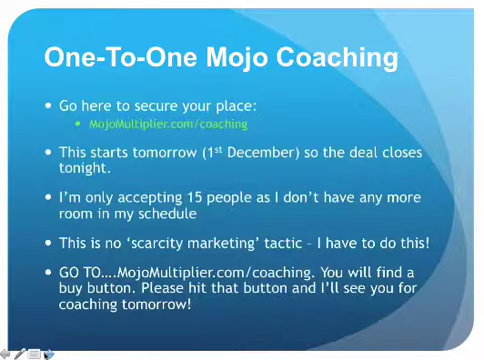 One-To-One Mojo Coaching
Go here to secure your place:
MojoMultiplier.com/coaching
This starts tomorrow (1st December) so the deal closes
tonight.
I'm only accepting 15 people as I don't have any more
room in my schedule
This is no 'scarcity marketing' tactic – I have to do this!
GO TO....MojoMultiplier.com/coaching. You will find a
buy button. Please hit that button and I'll see you for
coaching tomorrow!